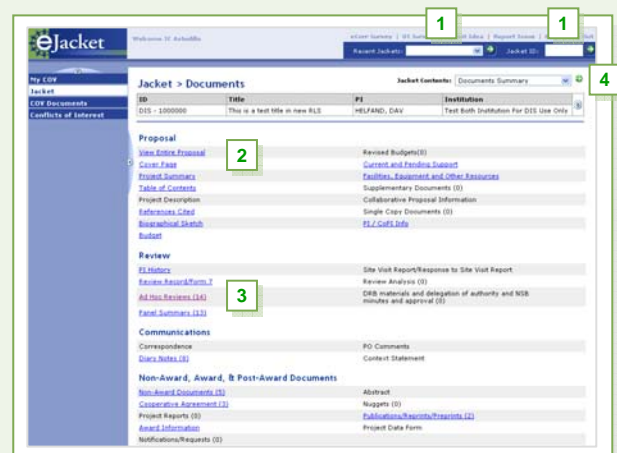 1 1
eJacket
Welcome IC Astudillo
eCorr Survey | UI Survey | Submit Idea | Report Issue |
Recent Jackets: Jacket ID:
4
My COV
Jacket
COV Documents
Conflicts of Interest
Jacket > Documents
Jacket Contents: Documents Summary
ID Title PI Institution
DIS - 1000000 This is a test title in new RLS HELFAND, DAV Test Both Institution For DIS Use Only
Proposal
2
View Entire Proposal Revised Budgets(0)
Cover Page Current and Pending Support
Project Summary Facilities, Equipment and Other Resources
Table of Contents Supplementary Documents (0)
Project Description Collaborative Proposal Information
References Cited Single Copy Documents (0)
Biographical Sketch PI / CoPI Info
Budget
Review
PI History Site Visit Report/Response to Site Visit Report
Review Record/Form 7 Review Analysis (0)
Ad Hoc Reviews (14) 3 DRB materials and delegation of authority and NSB
minutes and approval (0)
Panel Summary (13)
Communications
Correspondence PO Comments
Diary Notes (8) Context Statement
Non-Award, Award, & Post-Award Documents
Non-Award Documents (5) Abstract
Cooperative Agreement (3) Nuggets (0)
Project Reports (0) Publications/Reprints/Preprints (2)
Award Information Project Data Form
Notifications/Requests (0)